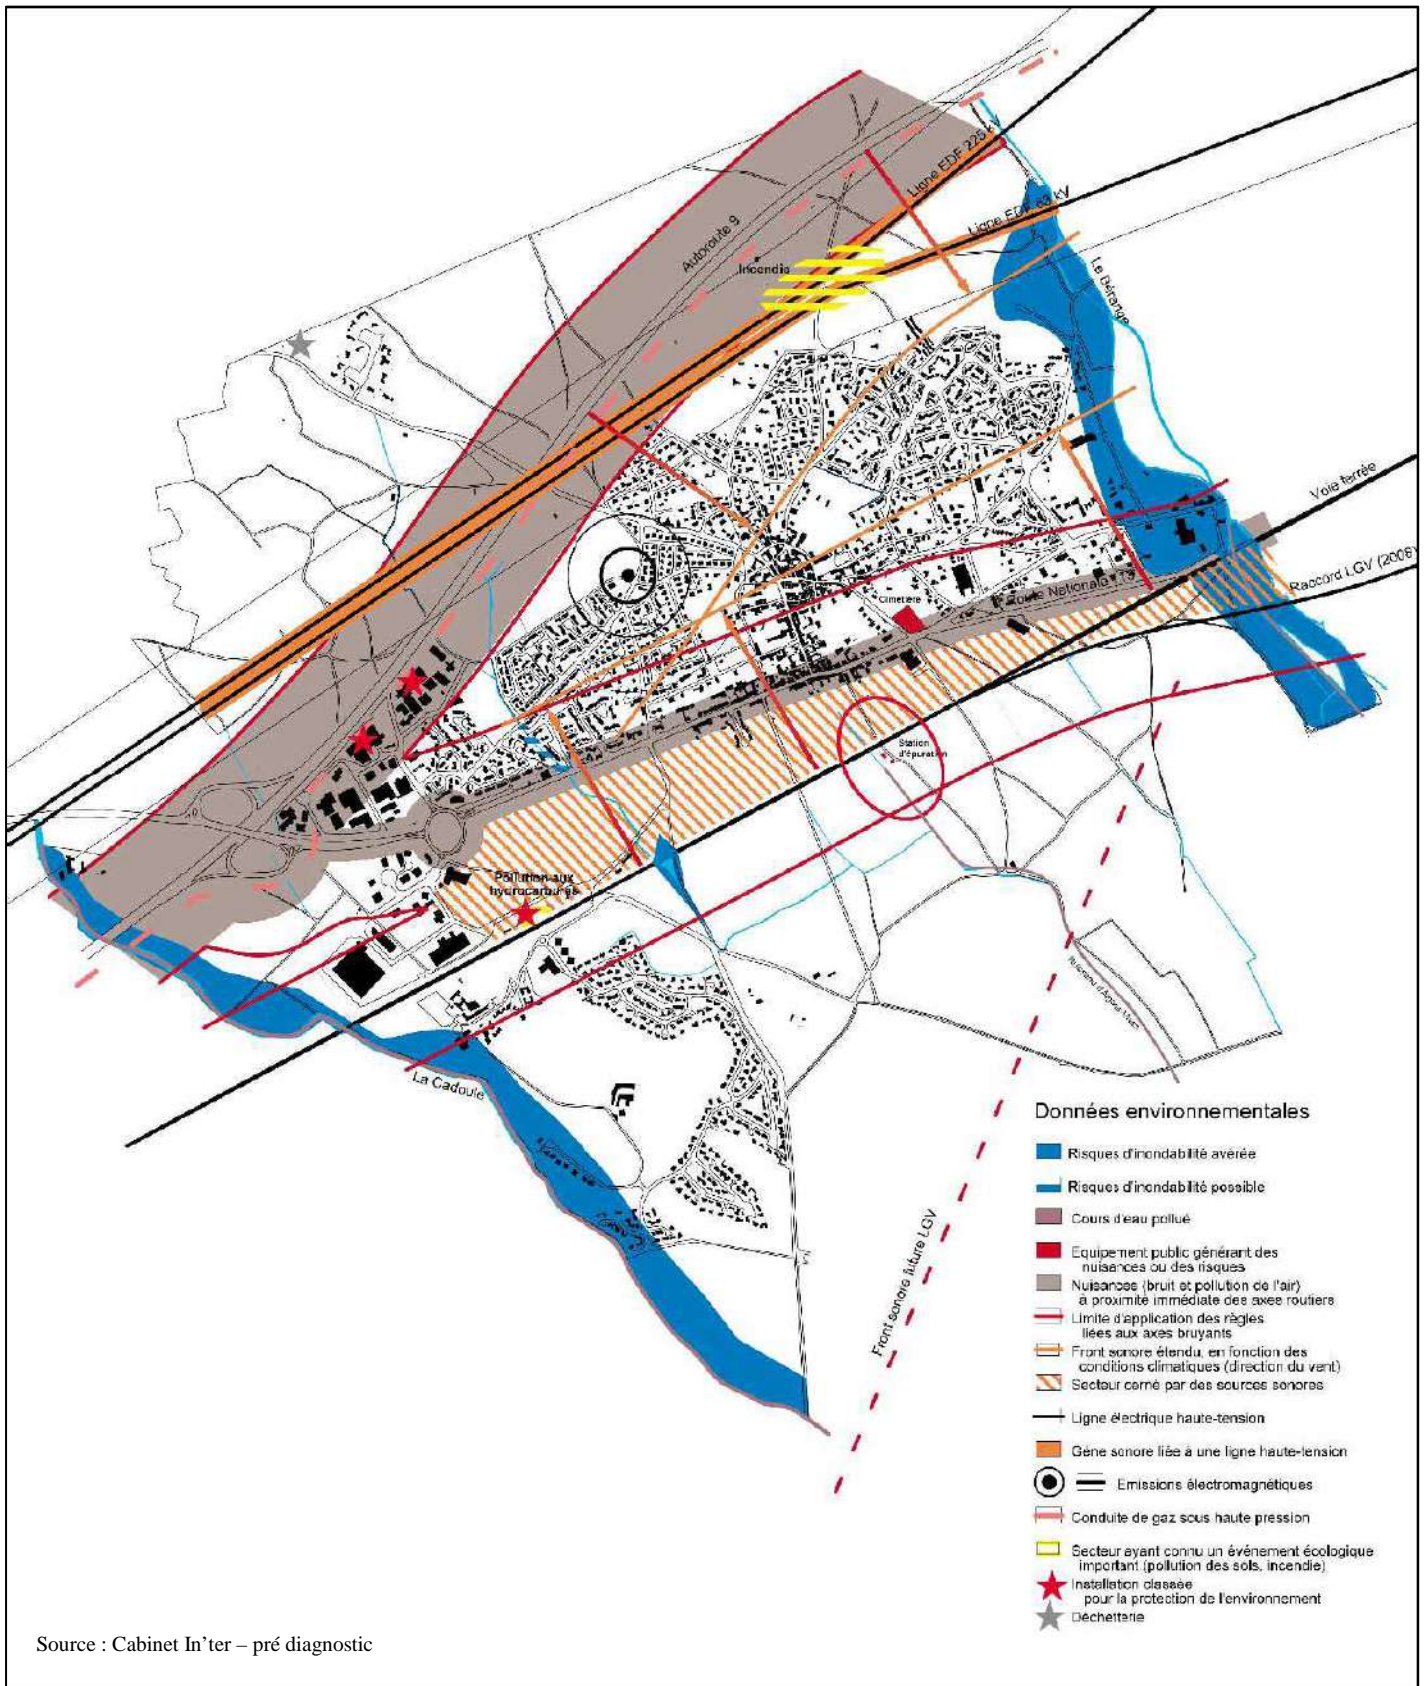 Ligne EDF 225 kV
Ligne EDF 63 kV
Autoroute 9
Incendie
Le Bérange
Voie ferrée
Raccord LGV (2008)
Route Nationale 113
Cimetière
Station
d'épuration
Pollution aux
hydrocarbures
La Cadoule
Front sonore future LGV
Données environnementales
Risques d'inondabilité avérée
Risques d'inondabilité possible
Cours d'eau pollué
Equipement public générant des
nuisances ou des risques
Nuisances (bruit et pollution de l'air)
à proximité immédiate des axes routiers
Limite d'application des règles
liées aux axes bruyants
Front sonore étendu, en fonction des
conditions climatiques (direction du vent)
Secteur cerné par des sources sonores
Ligne électrique haute-tension
Gène sonore liée à une ligne haute-tension
Emissions électromagnétiques
Conduite de gaz sous haute pression
Secteur ayant connu un événement écologique
important (pollution des sols, incendie)
Installation classée
pour la protection de l'environnement
Déchetterie
Source : Cabinet In'ter – pré diagnostic